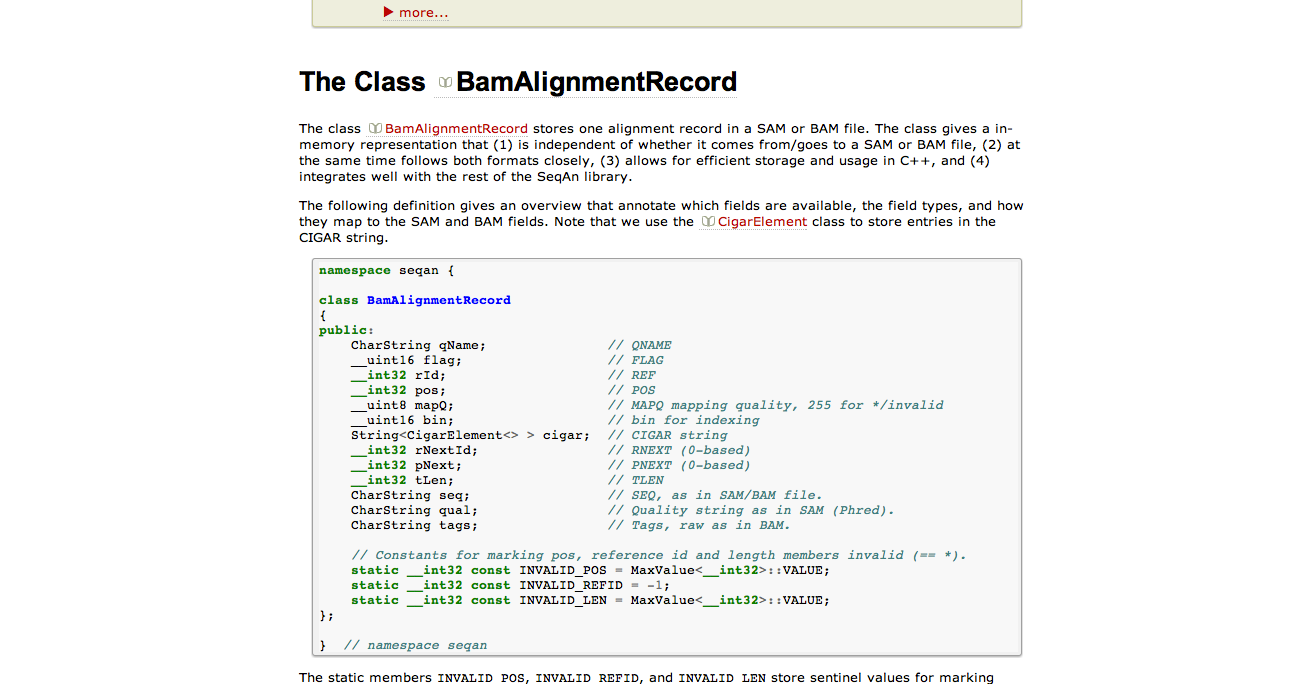 ▶ more...
The Class BamAlignmentRecord
The class BamAlignmentRecord stores one alignment record in a SAM or BAM file. The class gives a in-
memory representation that (1) is independent of whether it comes from/goes to a SAM or BAM file, (2) at
the same time follows both formats closely, (3) allows for efficient storage and usage in C++, and (4)
integrates well with the rest of the SeqAn library.
The following definition gives an overview that annotate which fields are available, the field types, and how
they map to the SAM and BAM fields. Note that we use the CigarElement class to store entries in the
CIGAR string.
namespace seqan {
class BamAlignmentRecord
{
public:
    CharString qName;               // QNAME
    __uint16 flag;                  // FLAG
    __int32 rId;                    // REF
    __int32 pos;                    // POS
    __uint8 mapQ;                   // MAPQ mapping quality, 255 for */invalid
    __uint16 bin;                   // bin for indexing
    String<CigarElement<> > cigar;  // CIGAR string
    __int32 rNextId;                // RNEXT (0-based)
    __int32 pNext;                  // PNEXT (0-based)
    __int32 tLen;                   // TLEN
    CharString seq;                 // SEQ, as in SAM/BAM file.
    CharString qual;                // Quality string as in SAM (Phred).
    CharString tags;                // Tags, raw as in BAM.
    // Constants for marking pos, reference id and length members invalid (== *).
    static __int32 const INVALID_POS = MaxValue<__int32>::VALUE;
    static __int32 const INVALID_REFID = -1;
    static __int32 const INVALID_LEN = MaxValue<__int32>::VALUE;
};
}  // namespace seqan
The static members INVALID_POS, INVALID_REFID, and INVALID_LEN store sentinel values for marking